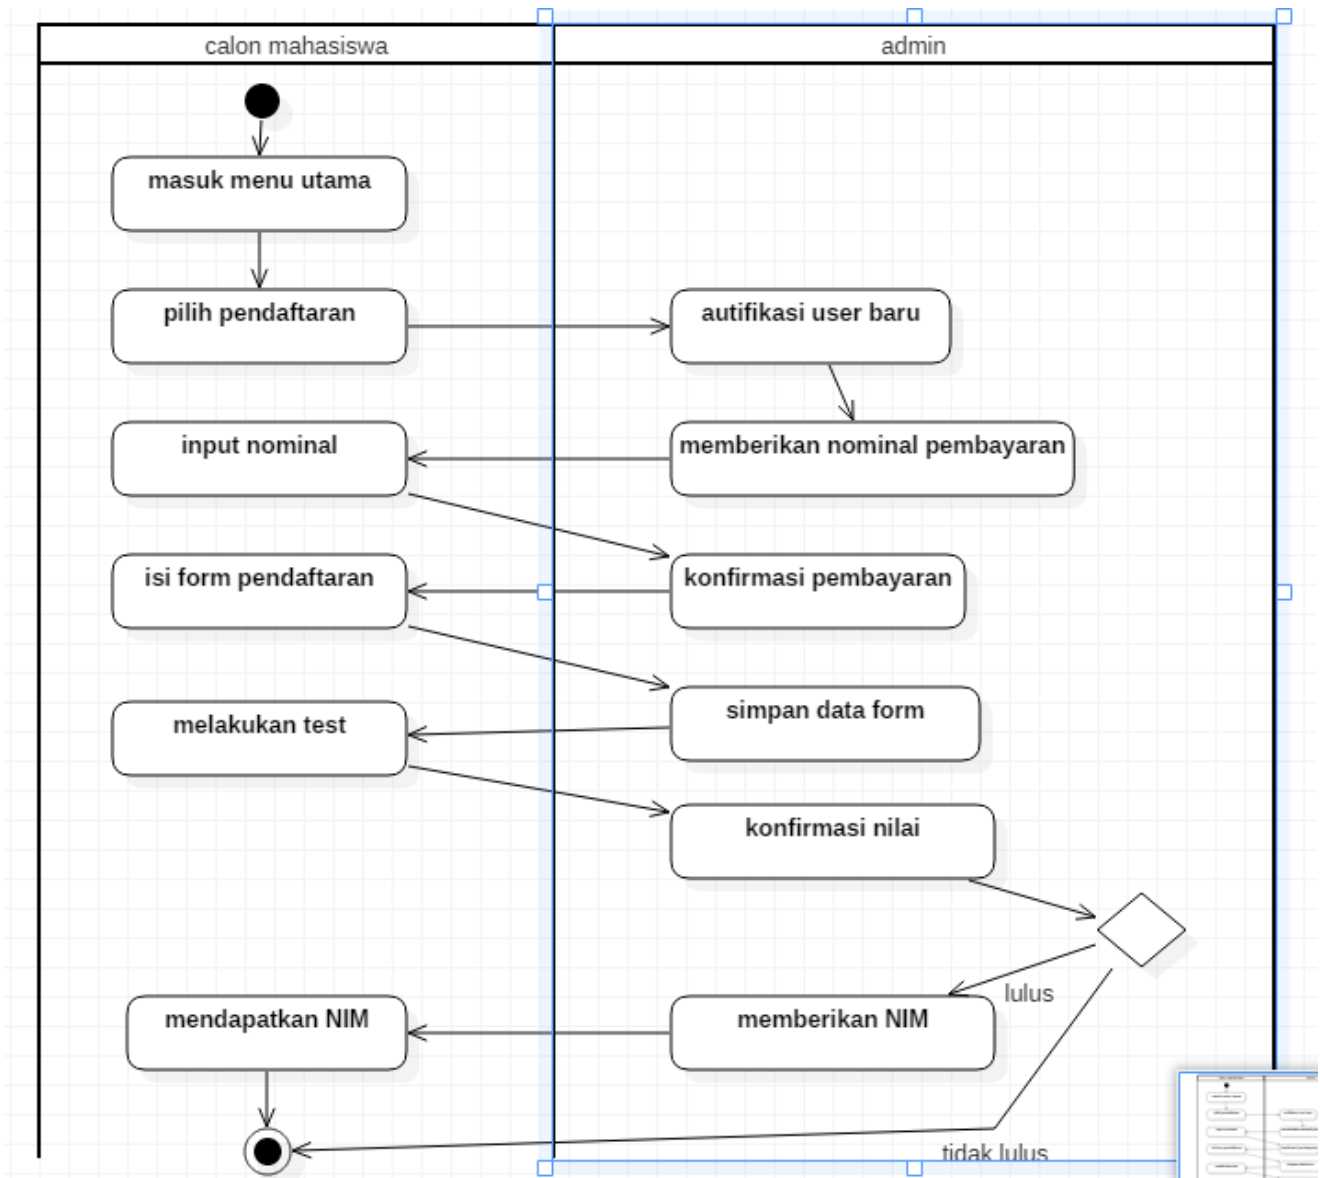 calon mahasiswa
admin
masuk menu utama
pilih pendaftaran
autifikasi user baru
input nominal
memberikan nominal pembayaran
isi form pendaftaran
konfirmasi pembayaran
simpan data form
melakukan test
konfirmasi nilai
lulus
mendapatkan NIM
memberikan NIM
tidak lulus